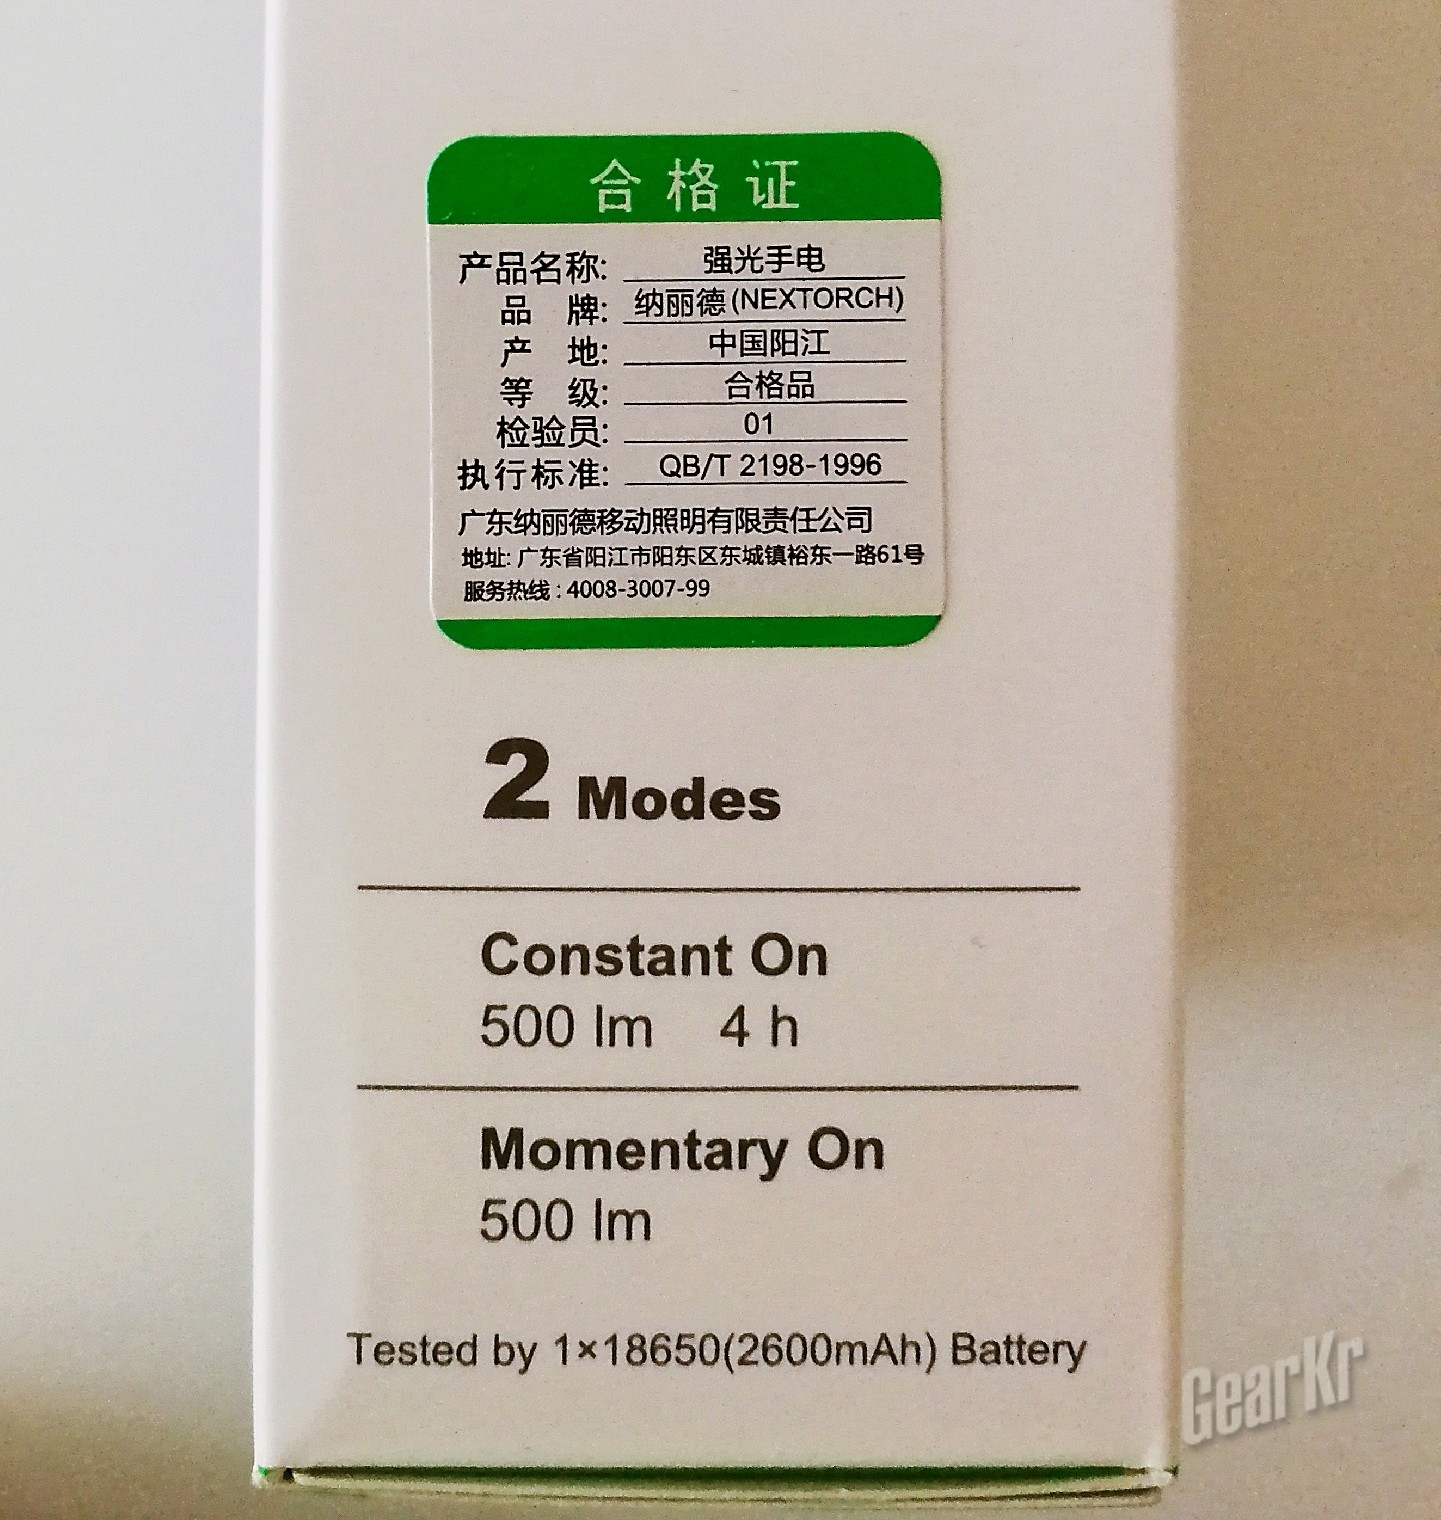 合格证
产品名称: 强光手电
品 牌: 纳丽德(NEXTORCH)
产 地: 中国阳江
等 级: 合格品
检验员: 01
执行标准: QB/T 2198-1996
广东纳丽德移动照明有限责任公司
地址: 广东省阳江市阳东区东城镇裕东一路61号
服务热线: 4008-3007-99
2 Modes
Constant On
500 lm 4 h
Momentary On
500 lm
Tested by 1×18650(2600mAh) Battery
GearKr